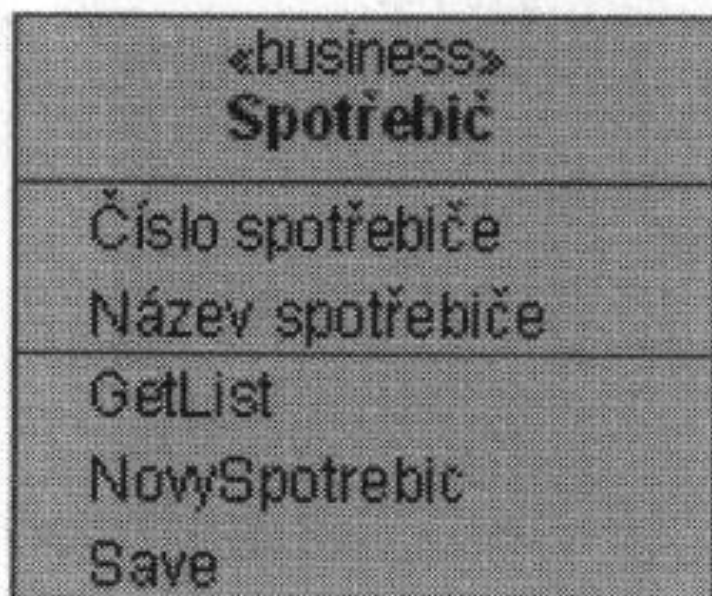 «business»
Spotřebič
Číslo spotřebiče
Název spotřebiče
GetList
NovySpotrebic
Save